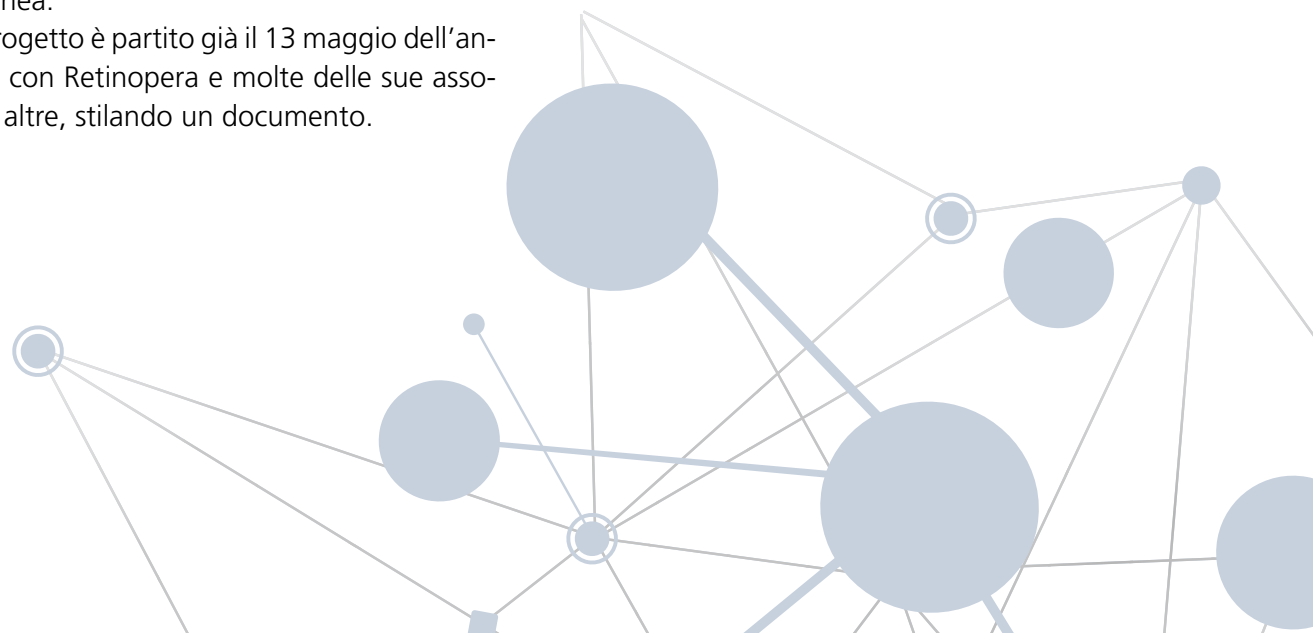 nea.
rogetto è partito già il 13 maggio dell'an-
con Retinopera e molte delle sue asso-
altre, stilando un documento.